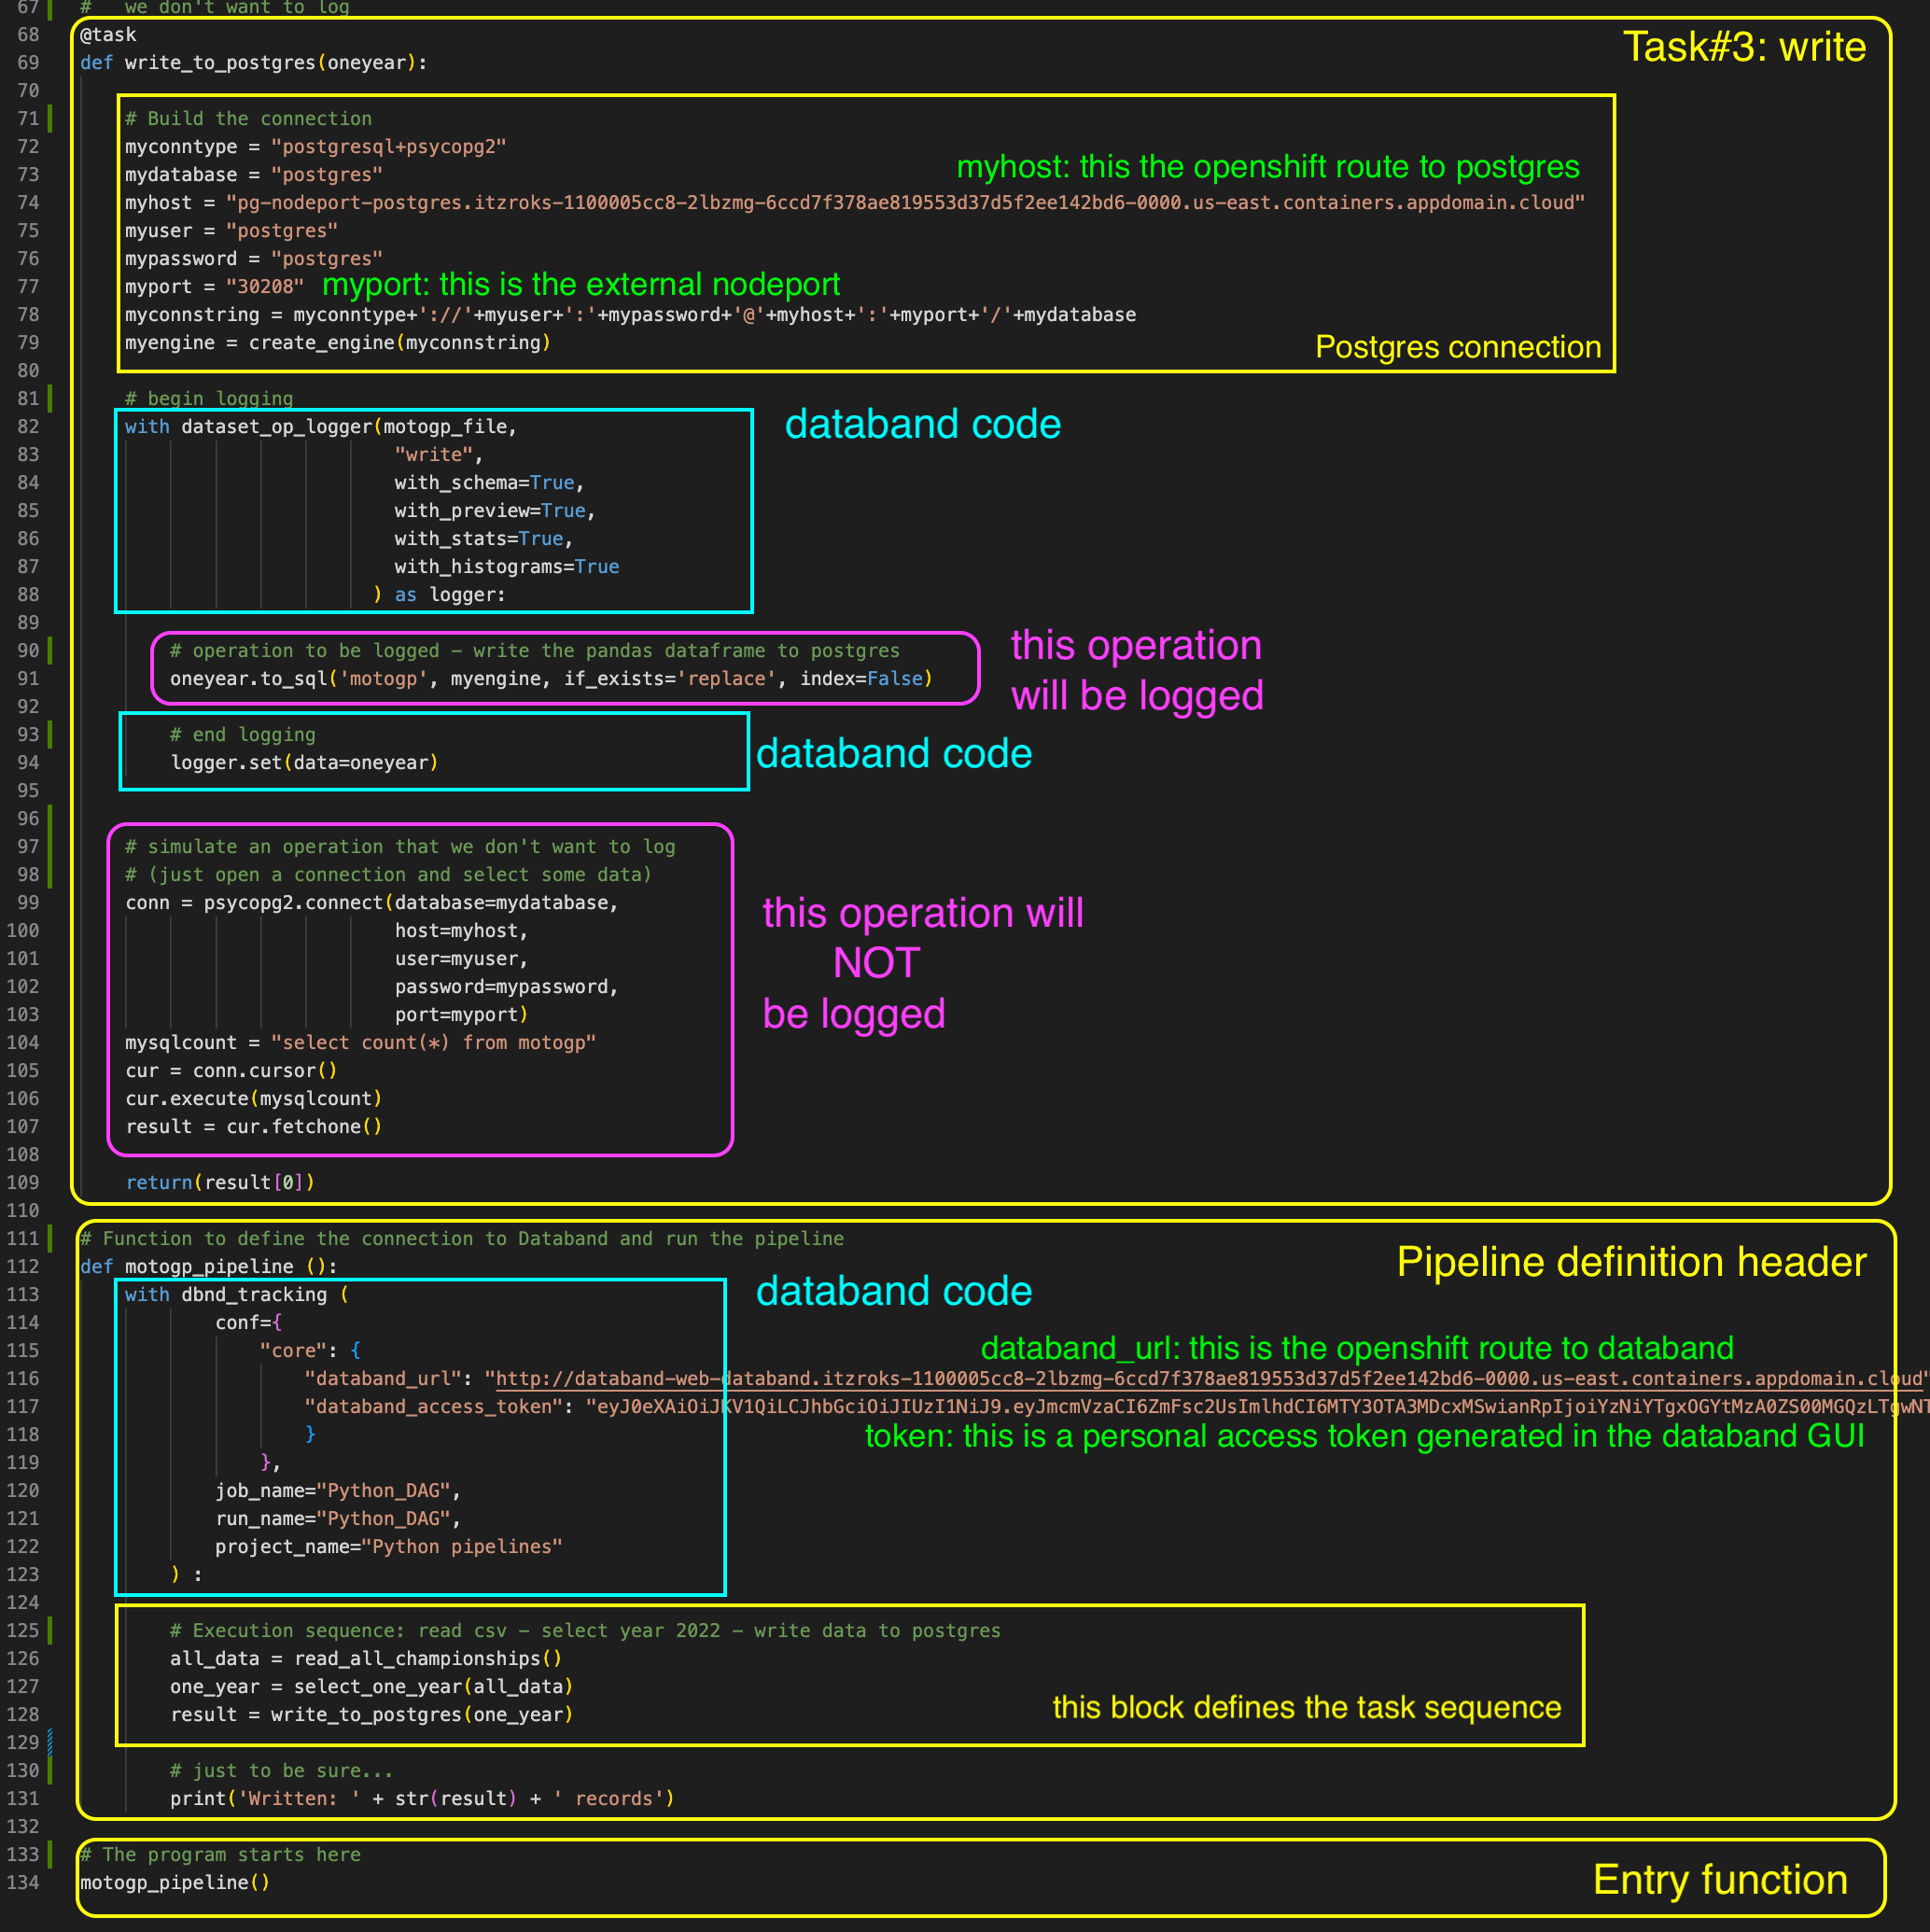 67 #   we don't want to log
68 @task
Task#3: write
69 def write_to_postgres(oneyear):
70
71 # Build the connection
72 myconntype = "postgresql+psycopg2"
myhost: this the openshift route to postgres
73 mydatabase = "postgres"
74 myhost = "pg-nodeport-postgres.itzroks-1100005cc8-2lbzmg-6ccd7f378ae819553d37d5f2ee142bd6-0000.us-east.containers.appdomain.cloud"
75 myuser = "postgres"
76 mypassword = "postgres"
77 myport = "30208" myport: this is the external nodeport
78 myconnstring = myconntype+'://'+myuser+':'+mypassword+'@'+myhost+':'+myport+'/'+mydatabase
79 myengine = create_engine(myconnstring)
Postgres connection
80
81 # begin logging
82 with dataset_op_logger(motogp_file,
databand code
83 "write",
84 with_schema=True,
85 with_preview=True,
86 with_stats=True,
87 with_histograms=True
88 ) as logger:
89
90 # operation to be logged - write the pandas dataframe to postgres
this operation
91 oneyear.to_sql('motogp', myengine, if_exists='replace', index=False)
will be logged
92
93 # end logging
94 logger.set(data=oneyear)
databand code
95
96
97 # simulate an operation that we don't want to log
98 # (just open a connection and select some data)
99 conn = psycopg2.connect(database=mydatabase,
this operation will
100 host=myhost,
101 user=myuser,
NOT
102 password=mypassword,
103 port=myport)
be logged
104 mysqlcount = "select count(*) from motogp"
105 cur = conn.cursor()
106 cur.execute(mysqlcount)
107 result = cur.fetchone()
108
109 return(result[0])
110
111 # Function to define the connection to Databand and run the pipeline
Pipeline definition header
112 def motogp_pipeline ():
113 with dbnd_tracking (
databand code
114 conf={
115 "core": {
databand_url: this is the openshift route to databand
116 "databand_url": "http://databand-web-databand.itzroks-1100005cc8-2lbzmg-6ccd7f378ae819553d37d5f2ee142bd6-0000.us-east.containers.appdomain.cloud"
117 "databand_access_token":
118 }
token: this is a personal access token generated in the databand GUI
119 },
120 job_name="Python_DAG",
121 run_name="Python_DAG",
122 project_name="Python pipelines"
123 ) :
124
125 # Execution sequence: read csv - select year 2022 - write data to postgres
126 all_data = read_all_championships()
127 one_year = select_one_year(all_data)
this block defines the task sequence
128 result = write_to_postgres(one_year)
129
130 # just to be sure...
131 print('Written: ' + str(result) + ' records')
132
133 # The program starts here
134 motogp_pipeline()
Entry function